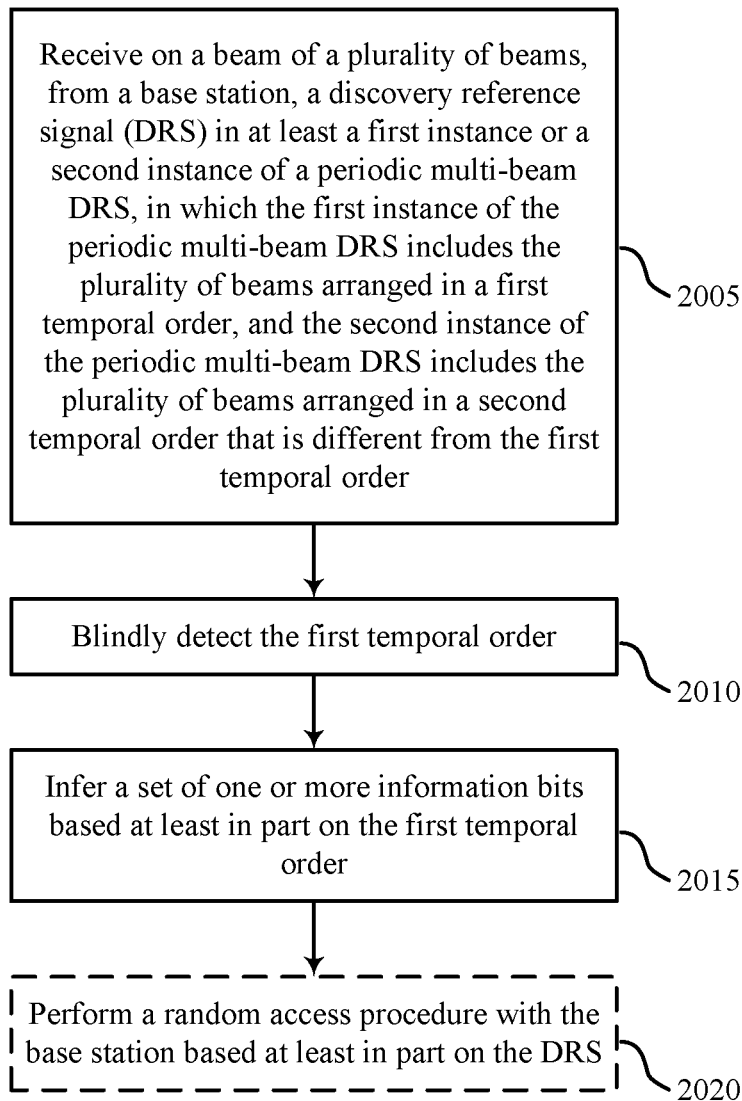 Receive on a beam of a plurality of beams,
from a base station, a discovery reference
signal (DRS) in at least a first instance or a
second instance of a periodic multi-beam
DRS, in which the first instance of the
periodic multi-beam DRS includes the
plurality of beams arranged in a first
temporal order, and the second instance of
the periodic multi-beam DRS includes the
plurality of beams arranged in a second
temporal order that is different from the first
temporal order
2005
Blindly detect the first temporal order
2010
Infer a set of one or more information bits
based at least in part on the first temporal
order
2015
Perform a random access procedure with the
base station based at least in part on the DRS
2020